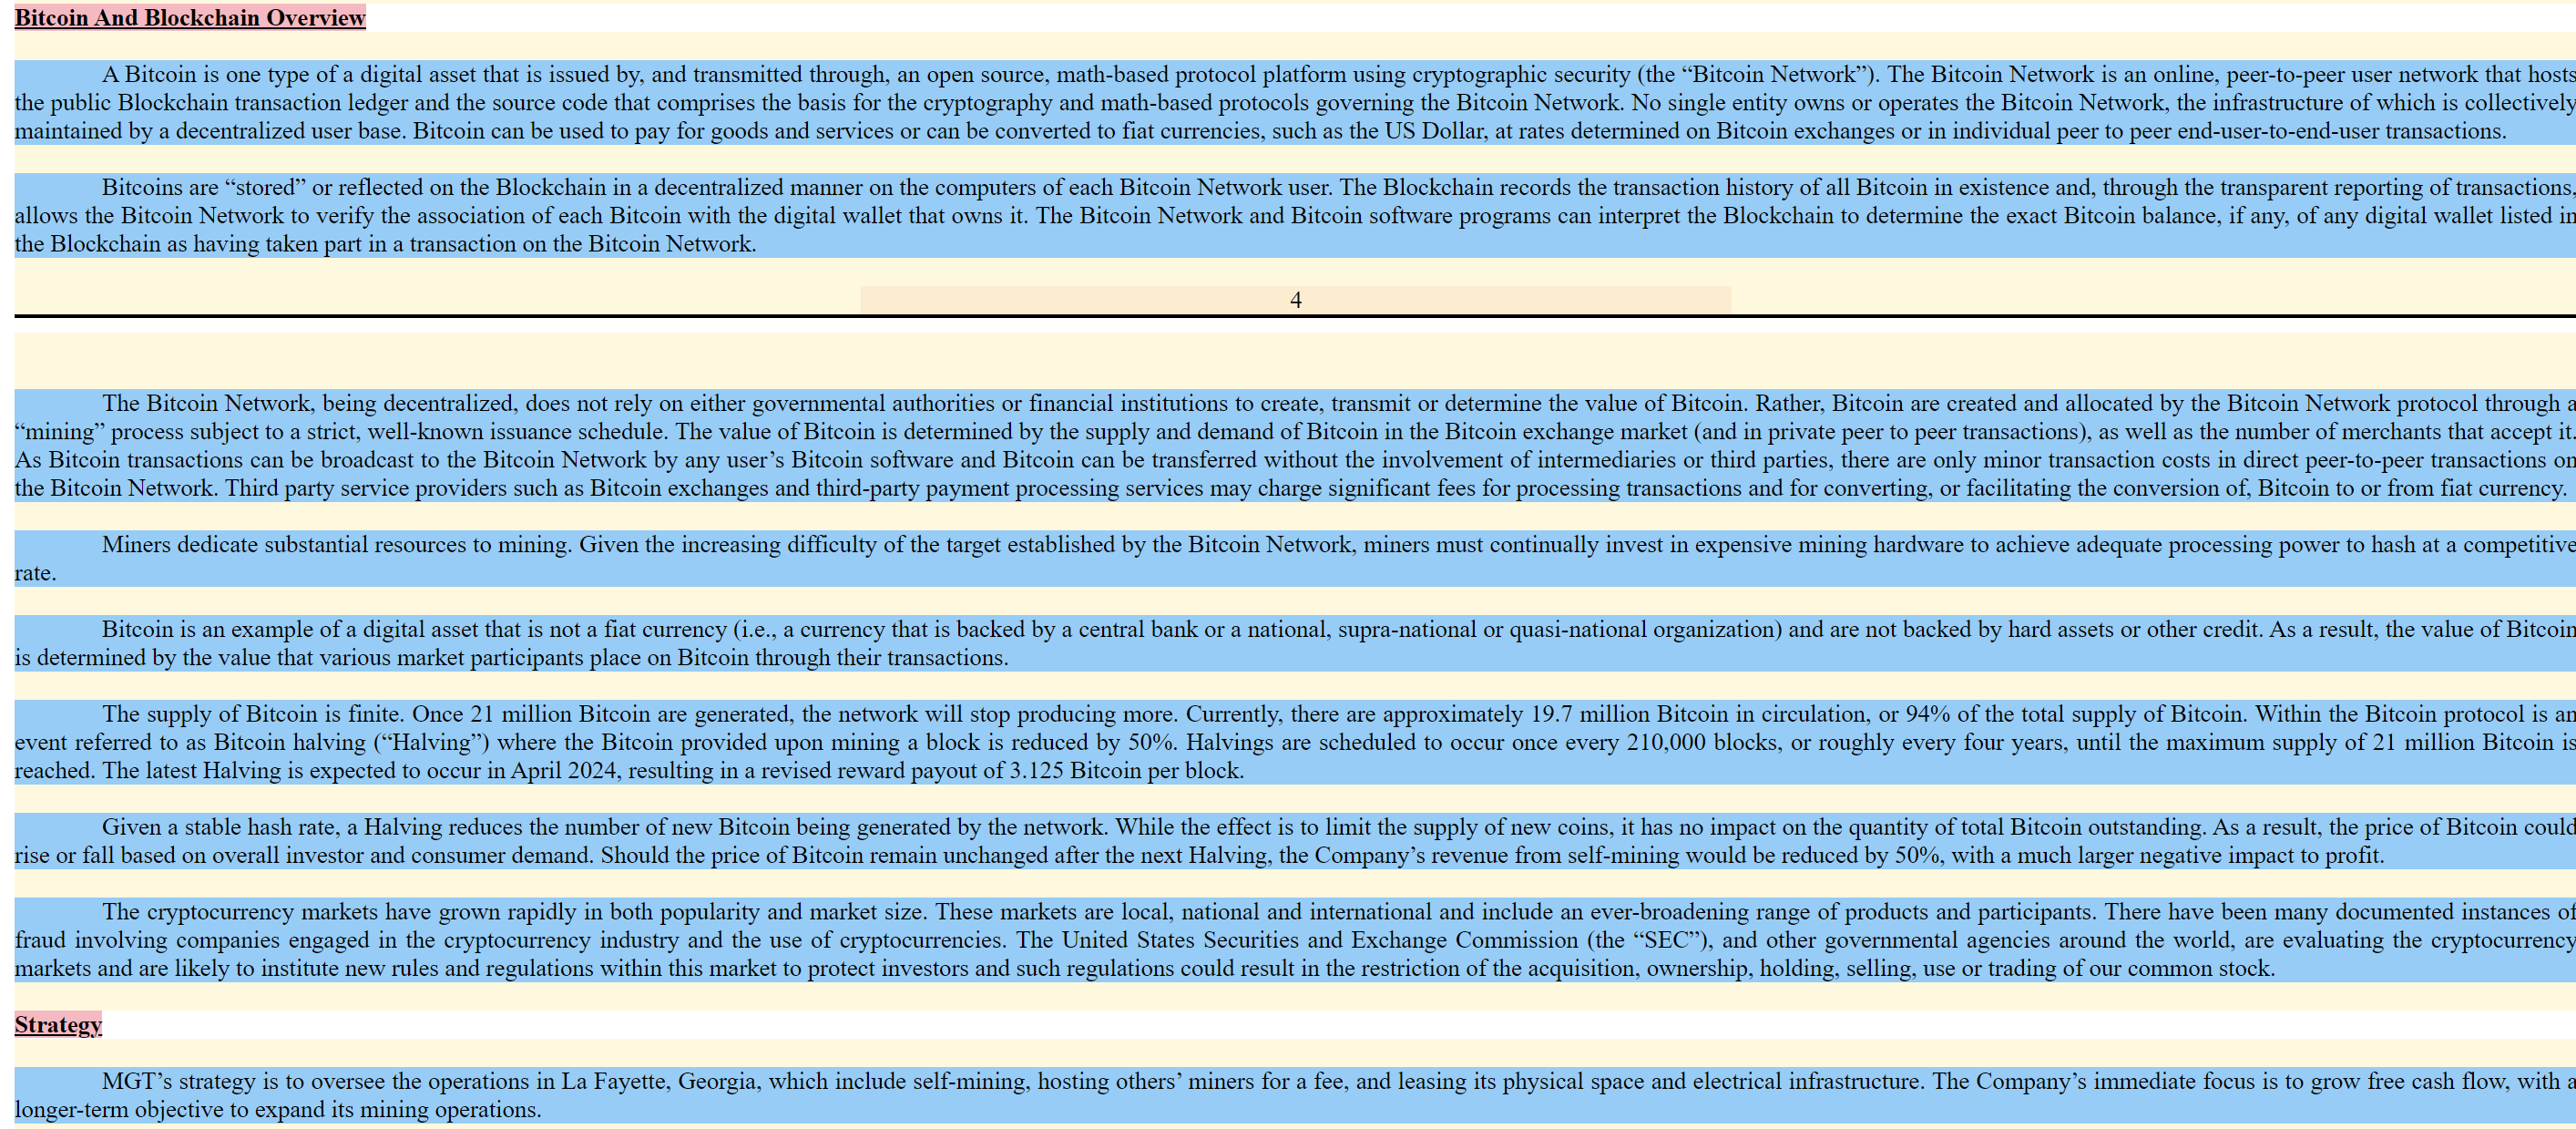 Bitcoin And Blockchain Overview
A Bitcoin is one type of a digital asset that is issued by, and transmitted through, an open source, math-based protocol platform using cryptographic security (the “Bitcoin Network”). The Bitcoin Network is an online, peer-to-peer user network that hosts
the public Blockchain transaction ledger and the source code that comprises the basis for the cryptography and math-based protocols governing the Bitcoin Network. No single entity owns or operates the Bitcoin Network, the infrastructure of which is collectively
maintained by a decentralized user base. Bitcoin can be used to pay for goods and services or can be converted to fiat currencies, such as the US Dollar, at rates determined on Bitcoin exchanges or in individual peer to peer end-user-to-end-user transactions.
Bitcoins are “stored” or reflected on the Blockchain in a decentralized manner on the computers of each Bitcoin Network user. The Blockchain records the transaction history of all Bitcoin in existence and, through the transparent reporting of transactions,
allows the Bitcoin Network to verify the association of each Bitcoin with the digital wallet that owns it. The Bitcoin Network and Bitcoin software programs can interpret the Blockchain to determine the exact Bitcoin balance, if any, of any digital wallet listed in
the Blockchain as having taken part in a transaction on the Bitcoin Network.
4
The Bitcoin Network, being decentralized, does not rely on either governmental authorities or financial institutions to create, transmit or determine the value of Bitcoin. Rather, Bitcoin are created and allocated by the Bitcoin Network protocol through a
“mining” process subject to a strict, well-known issuance schedule. The value of Bitcoin is determined by the supply and demand of Bitcoin in the Bitcoin exchange market (and in private peer to peer transactions), as well as the number of merchants that accept it.
As Bitcoin transactions can be broadcast to the Bitcoin Network by any user’s Bitcoin software and Bitcoin can be transferred without the involvement of intermediaries or third parties, there are only minor transaction costs in direct peer-to-peer transactions on
the Bitcoin Network. Third party service providers such as Bitcoin exchanges and third-party payment processing services may charge significant fees for processing transactions and for converting, or facilitating the conversion of, Bitcoin to or from fiat currency.
Miners dedicate substantial resources to mining. Given the increasing difficulty of the target established by the Bitcoin Network, miners must continually invest in expensive mining hardware to achieve adequate processing power to hash at a competitive
rate.
Bitcoin is an example of a digital asset that is not a fiat currency (i.e., a currency that is backed by a central bank or a national, supra-national or quasi-national organization) and are not backed by hard assets or other credit. As a result, the value of Bitcoin
is determined by the value that various market participants place on Bitcoin through their transactions.
The supply of Bitcoin is finite. Once 21 million Bitcoin are generated, the network will stop producing more. Currently, there are approximately 19.7 million Bitcoin in circulation, or 94% of the total supply of Bitcoin. Within the Bitcoin protocol is an
event referred to as Bitcoin halving (“Halving”) where the Bitcoin provided upon mining a block is reduced by 50%. Halvings are scheduled to occur once every 210,000 blocks, or roughly every four years, until the maximum supply of 21 million Bitcoin is
reached. The latest Halving is expected to occur in April 2024, resulting in a revised reward payout of 3.125 Bitcoin per block.
Given a stable hash rate, a Halving reduces the number of new Bitcoin being generated by the network. While the effect is to limit the supply of new coins, it has no impact on the quantity of total Bitcoin outstanding. As a result, the price of Bitcoin could
rise or fall based on overall investor and consumer demand. Should the price of Bitcoin remain unchanged after the next Halving, the Company’s revenue from self-mining would be reduced by 50%, with a much larger negative impact to profit.
The cryptocurrency markets have grown rapidly in both popularity and market size. These markets are local, national and international and include an ever-broadening range of products and participants. There have been many documented instances of
fraud involving companies engaged in the cryptocurrency industry and the use of cryptocurrencies. The United States Securities and Exchange Commission (the “SEC”), and other governmental agencies around the world, are evaluating the cryptocurrency
markets and are likely to institute new rules and regulations within this market to protect investors and such regulations could result in the restriction of the acquisition, ownership, holding, selling, use or trading of our common stock.
Strategy
MGT’s strategy is to oversee the operations in La Fayette, Georgia, which include self-mining, hosting others’ miners for a fee, and leasing its physical space and electrical infrastructure. The Company’s immediate focus is to grow free cash flow, with a
longer-term objective to expand its mining operations.